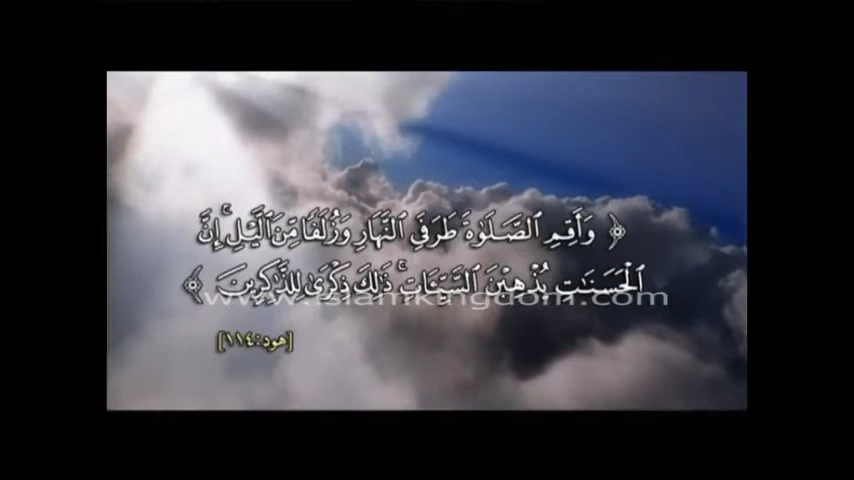 ﴿ وَأَقِمِ ٱلصَّلَوٰةَ طَرَفَيِ ٱلنَّهَارِ وَزُلَفًا مِّنَ ٱلَّيْلِ ۚ إِنَّ
ٱلْحَسَنَٰتِ يُذْهِبْنَ ٱلسَّيِّـَٔاتِ ۚ ذَٰلِكَ ذِكْرَىٰ لِلذَّٰكِرِينَ ﴾
www.islamkingdom.com
[هود:١١٤]